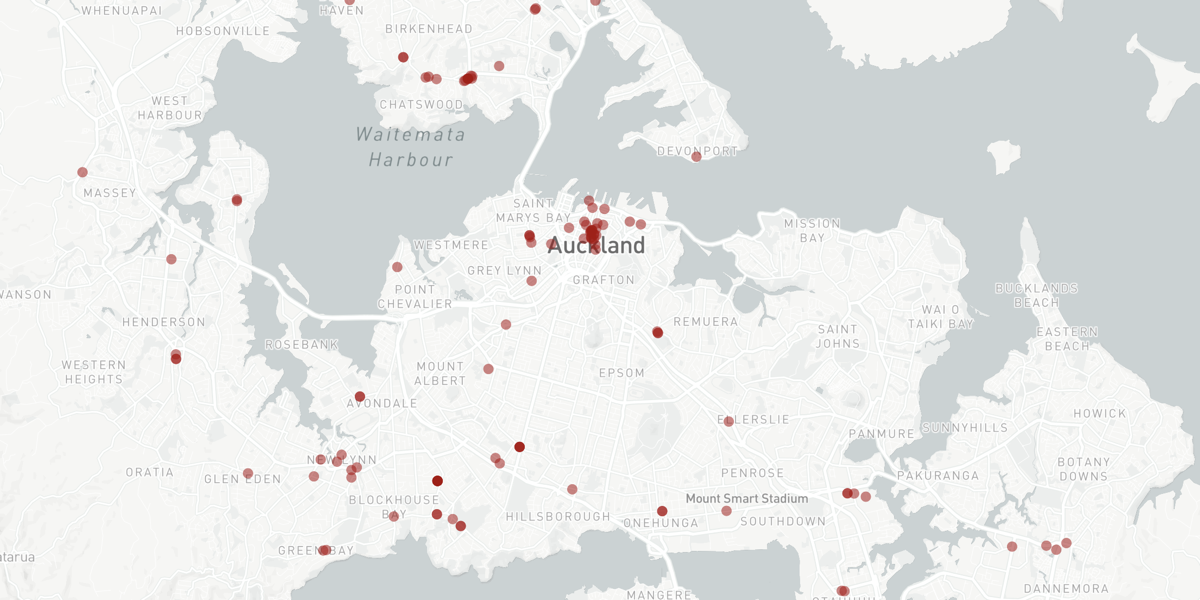 WHENUAPAI
HAVEN
HOBSONVILLE
BIRKENHEAD
WEST
HARBOUR
CHATSWOOD
Waitemata
Harbour
DEVONPORT
MASSEY
SAINT
MARYS BAY
MISSION
BAY
WESTMERE
Auckland
GREY LYNN
GRAFTON
WANSON
POINT
CHEVALIER
BUCKLANDS
BEACH
WAI O
TAIKI BAY
HENDERSON
REMUERA
SAINT
JOHNS
EASTERN
BEACH
ROSEBANK
WESTERN
HEIGHTS
MOUNT
ALBERT
EPSOM
AVONDALE
ELLERSLIE
HOWICK
PANMURE
SUNNYHILLS
NEW LYNN
ORATIA
GLEN EDEN
PENROSE
PAKURANGA
BOTANY
DOWNS
BLOCKHOUSE
BAY
Mount Smart Stadium
HILLSBOROUGH
ONEHUNGA
SOUTHDOWN
GREEN BAY
atarua
DANNEMORA
MANGERE